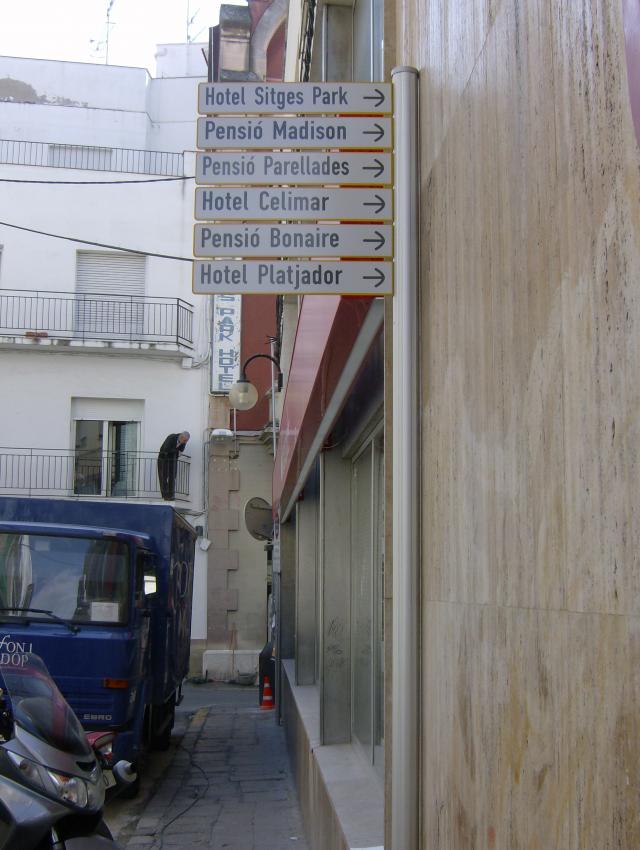 Hotel Sitges Park
Pensió Madison
Pensió Parellades
Hotel Celimar
Pensió Bonaire
Hotel Platjador
PARK HOTEL
EBRO